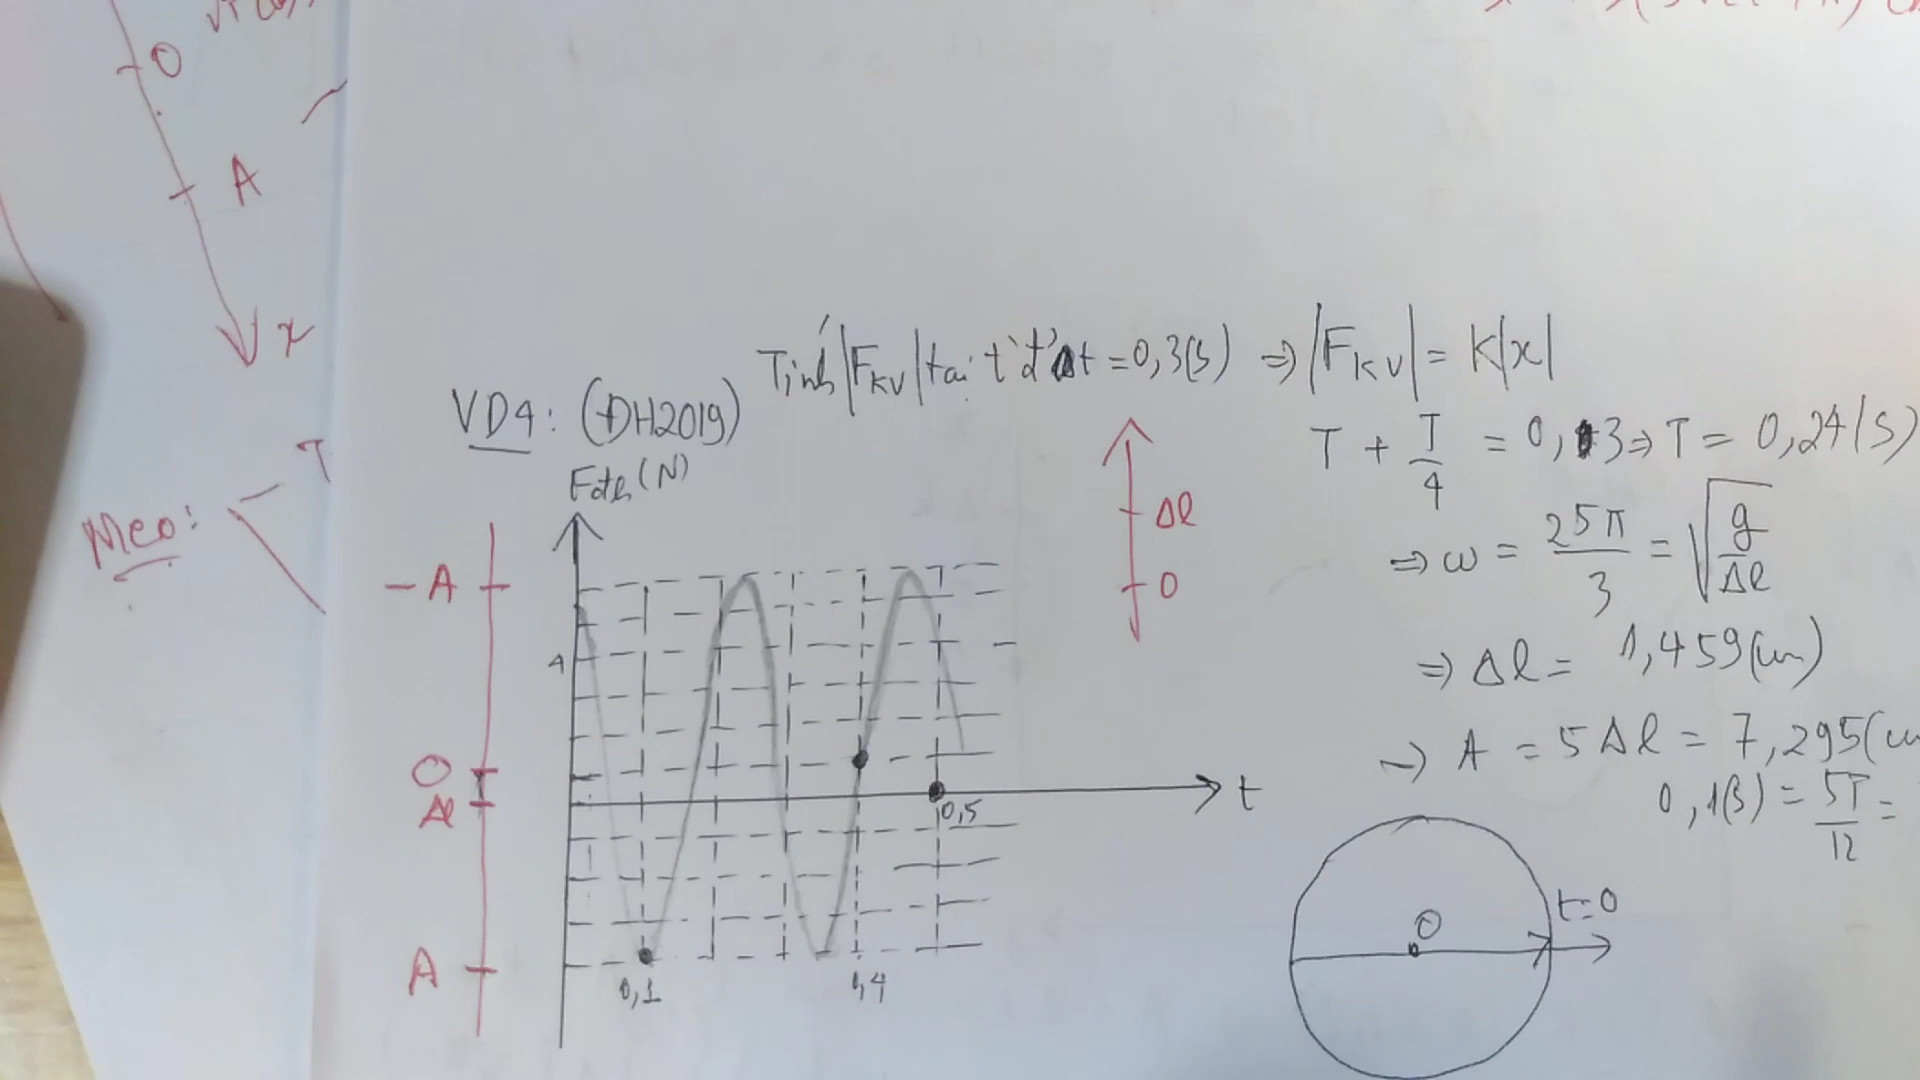 O
A
x
Mẹo:
T
Tính |Fkv| tại t' đ' t = 0,3(s) ⇒ |Fkv| = K|x|
VD4: (ĐH2019)
T + T/4 = 0,3 ⇒ T = 0,24(s)
Fđh (N)
Δl
O
⇒ ω = 25π/3 = √(g/Δl)
-A
4
⇒ Δl = 1,459(cm)
→ A = 5Δl = 7,295(cm
O
Δl
t
0,5
0,1(s) = 5T/12 =
t=0
O
A
0,1
0,4